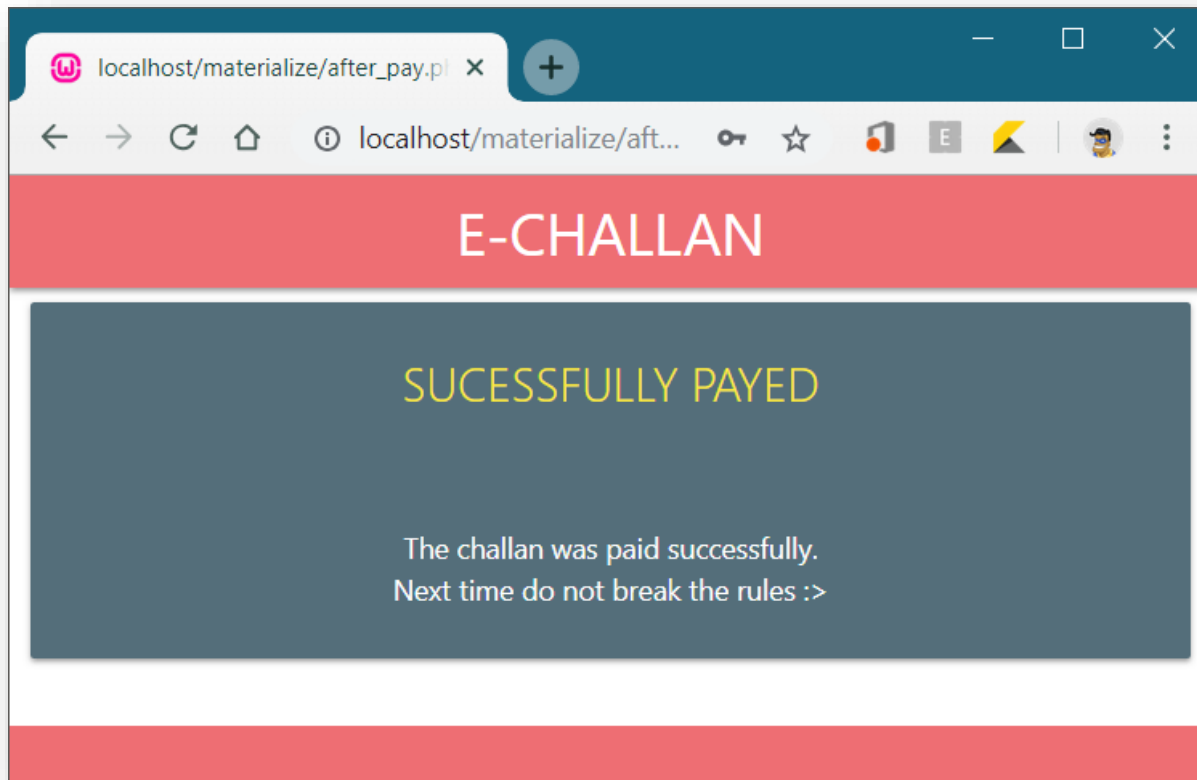 localhost/materialize/after_pay.p
localhost/materialize/aft...
E
E-CHALLAN
SUCESSFULLY PAYED
The challan was paid successfully.
Next time do not break the rules :>